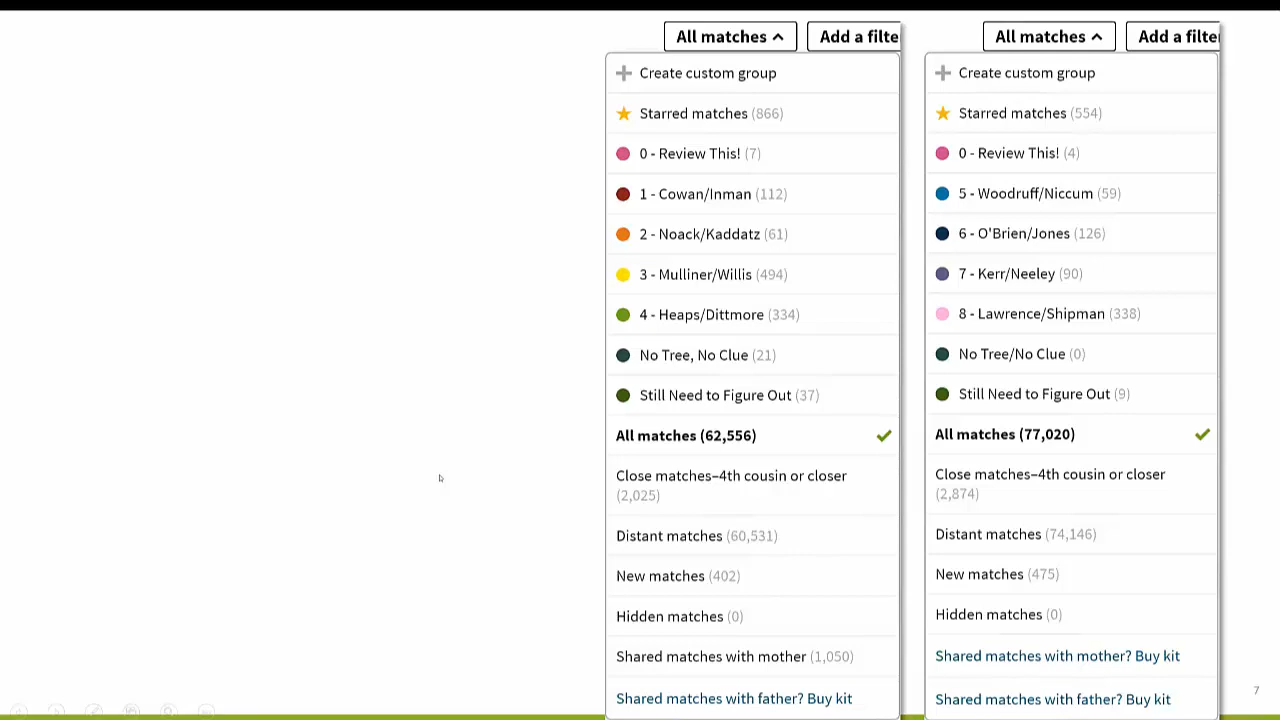 All matches
Add a filte
Create custom group
Starred matches (866)
0 - Review This! (7)
1 - Cowan/Inman (112)
2 - Noack/Kaddatz (61)
3 - Mulliner/Willis (494)
4 - Heaps/Dittmore (334)
No Tree, No Clue (21)
Still Need to Figure Out (37)
All matches (62,556)
Close matches–4th cousin or closer
(2,025)
Distant matches (60,531)
New matches (402)
Hidden matches (0)
Shared matches with mother (1,050)
Shared matches with father? Buy kit
All matches
Add a filte
Create custom group
Starred matches (554)
0 - Review This! (4)
5 - Woodruff/Niccum (59)
6 - O'Brien/Jones (126)
7 - Kerr/Neeley (90)
8 - Lawrence/Shipman (338)
No Tree/No Clue (0)
Still Need to Figure Out (9)
All matches (77,020)
Close matches–4th cousin or closer
(2,874)
Distant matches (74,146)
New matches (475)
Hidden matches (0)
Shared matches with mother? Buy kit
Shared matches with father? Buy kit
7